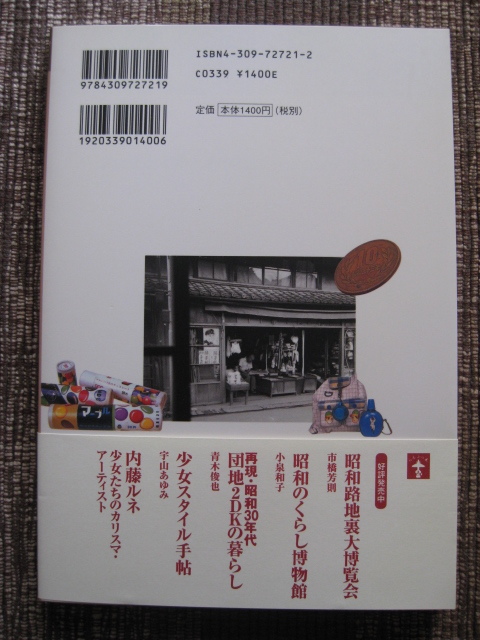 ISBN4-309-72721-2
C0339 ¥1400E
9784309727219
定価 本体1400円(税別)
1920339014006
マーブル
好評発売中
昭和路地裏大博覧会
市橋芳則
昭和のくらし博物館
小泉和子
再現・昭和30年代
団地2DKの暮らし
青木俊也
少女スタイル手帖
宇山あゆみ
内藤ルネ
少女たちのカリスマ・
アーティスト